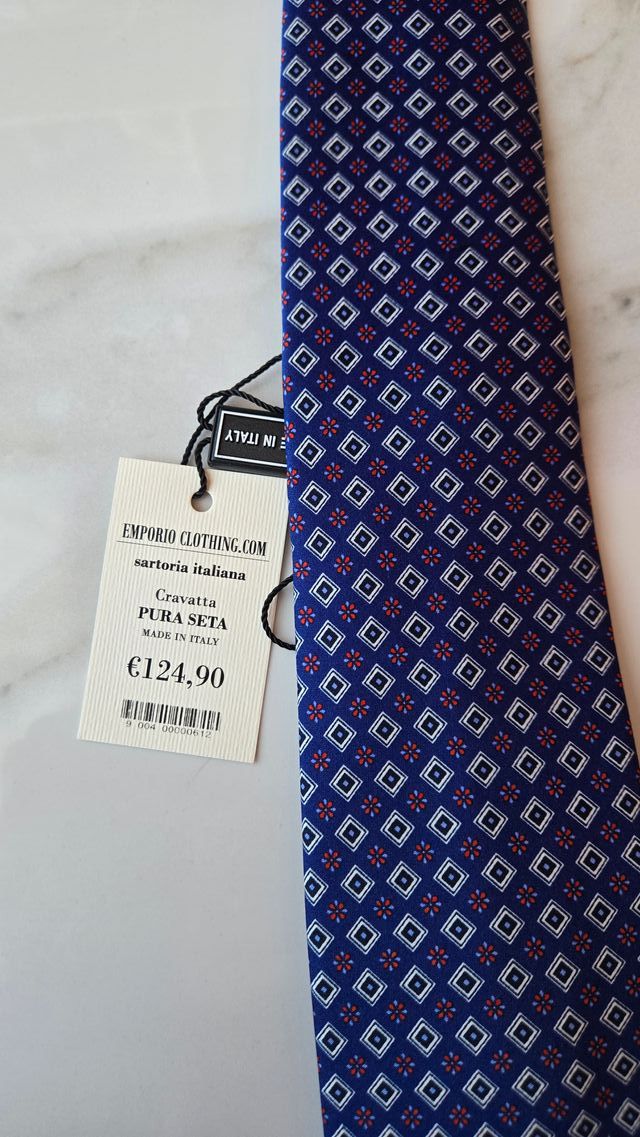 E IN ITALY
EMPORIO CLOTHING.COM
sartoria italiana
Cravatta
PURA SETA
MADE IN ITALY
€124,90
9 004 00000612